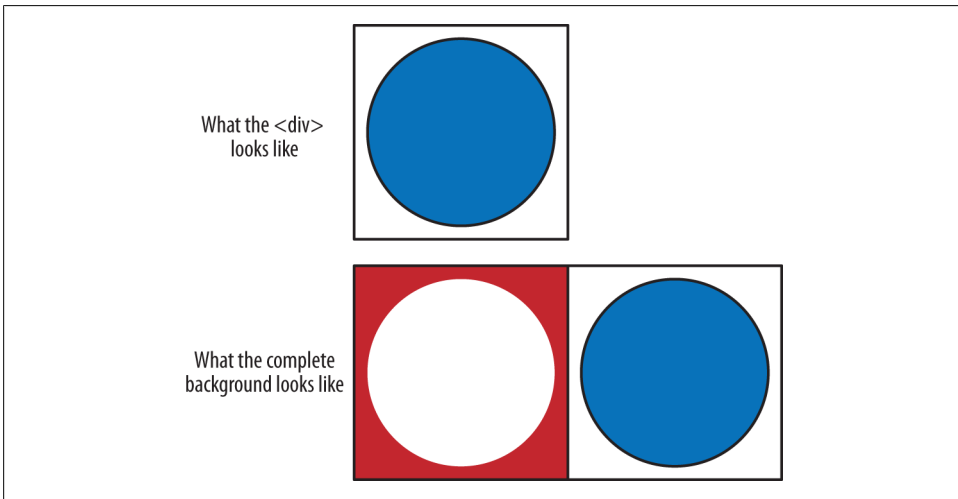 What the <div>
looks like
What the complete
background looks like